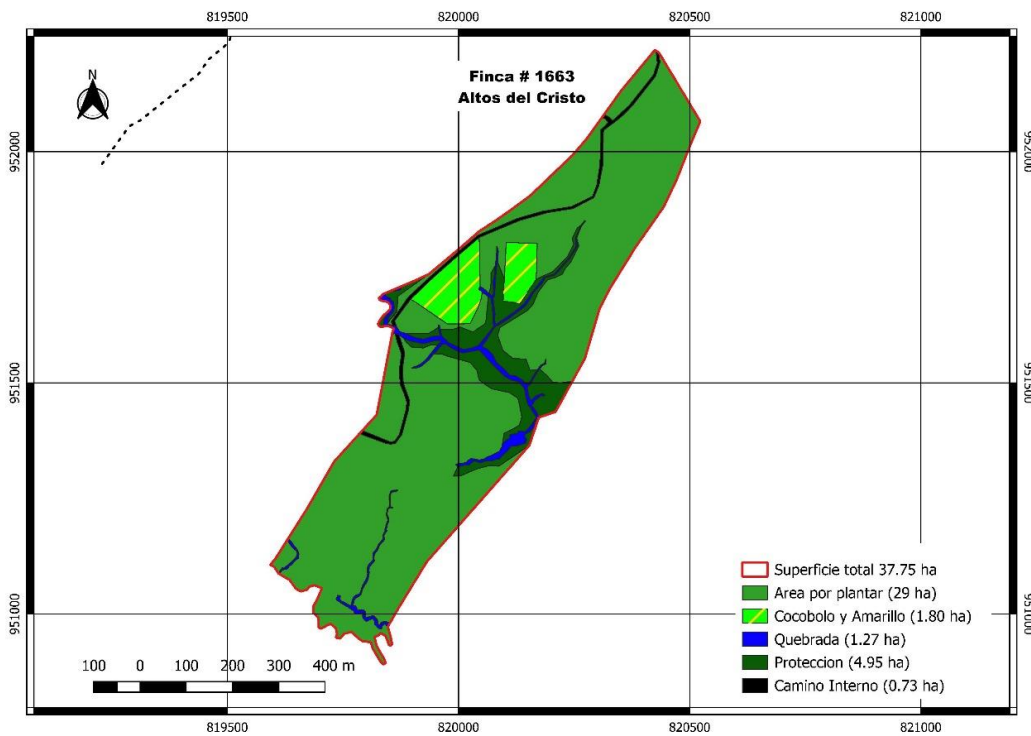 819500 820000 820500 821000
N
Finca # 1663
Altos del Cristo
952000 952000
951500 951500
951000 951000
Superficie total 37.75 ha
Area por plantar (29 ha)
Cocobolo y Amarillo (1.80 ha)
Quebrada (1.27 ha)
Proteccion (4.95 ha)
Camino Interno (0.73 ha)
100 0 100 200 300 400 m
819500 820000 820500 821000